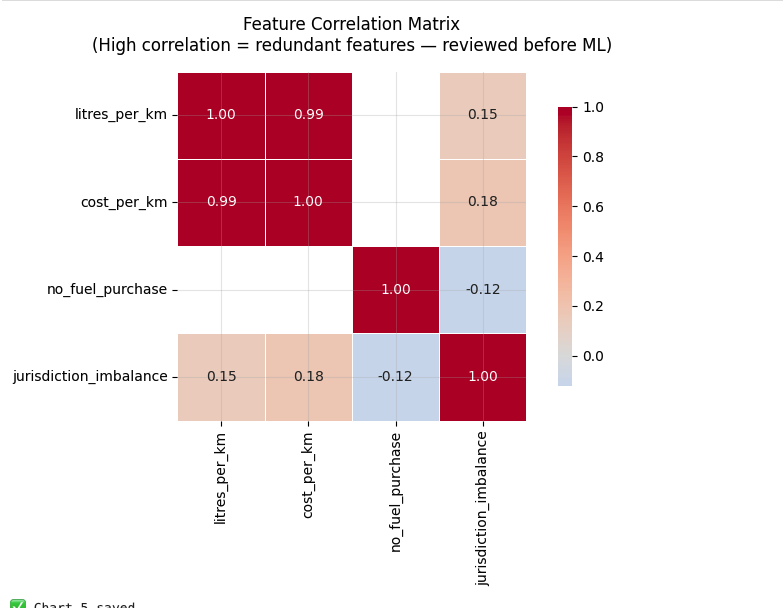 Feature Correlation Matrix
(High correlation = redundant features — reviewed before ML)
litres_per_km 1.00 0.99 0.15
cost_per_km 0.99 1.00 0.18
no_fuel_purchase 1.00 -0.12
jurisdiction_imbalance 0.15 0.18 -0.12 1.00
litres_per_km
cost_per_km
no_fuel_purchase
jurisdiction_imbalance
1.0
0.8
0.6
0.4
0.2
0.0
✅ Chart 5 saved